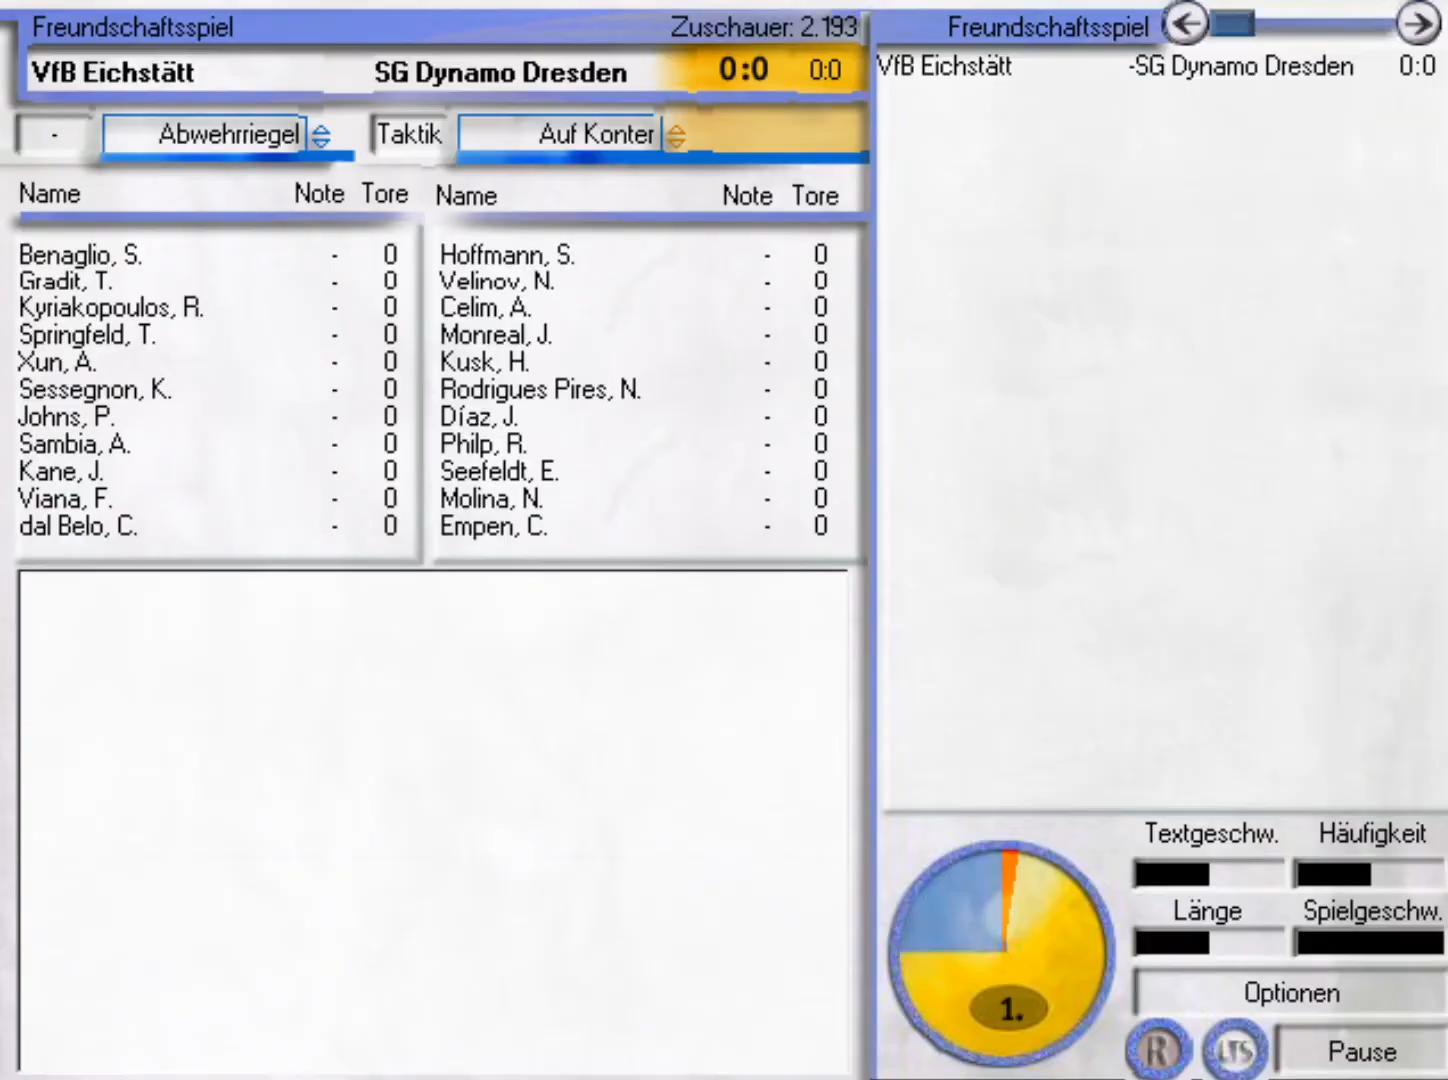 Freundschaftsspiel Zuschauer: 2.193
VfB Eichstätt SG Dynamo Dresden 0:0 0:0
- Abwehrriegel Taktik Auf Konter
Name Note Tore Name Note Tore
Benaglio, S. - 0 Hoffmann, S. - 0
Gradit, T. - 0 Velinov, N. - 0
Kyriakopoulos, R. - 0 Celim, A. - 0
Springfeld, T. - 0 Monreal, J. - 0
Xun, A. - 0 Kusk, H. - 0
Sessegnon, K. - 0 Rodrigues Pires, N. - 0
Johns, P. - 0 Díaz, J. - 0
Sambia, A. - 0 Philp, R. - 0
Kane, J. - 0 Seefeldt, E. - 0
Viana, F. - 0 Molina, N. - 0
dal Belo, C. - 0 Empen, C. - 0
Freundschaftsspiel
VfB Eichstätt -SG Dynamo Dresden 0:0
Textgeschw. Häufigkeit
Länge Spielgeschw.
1.
Optionen
R LTS Pause